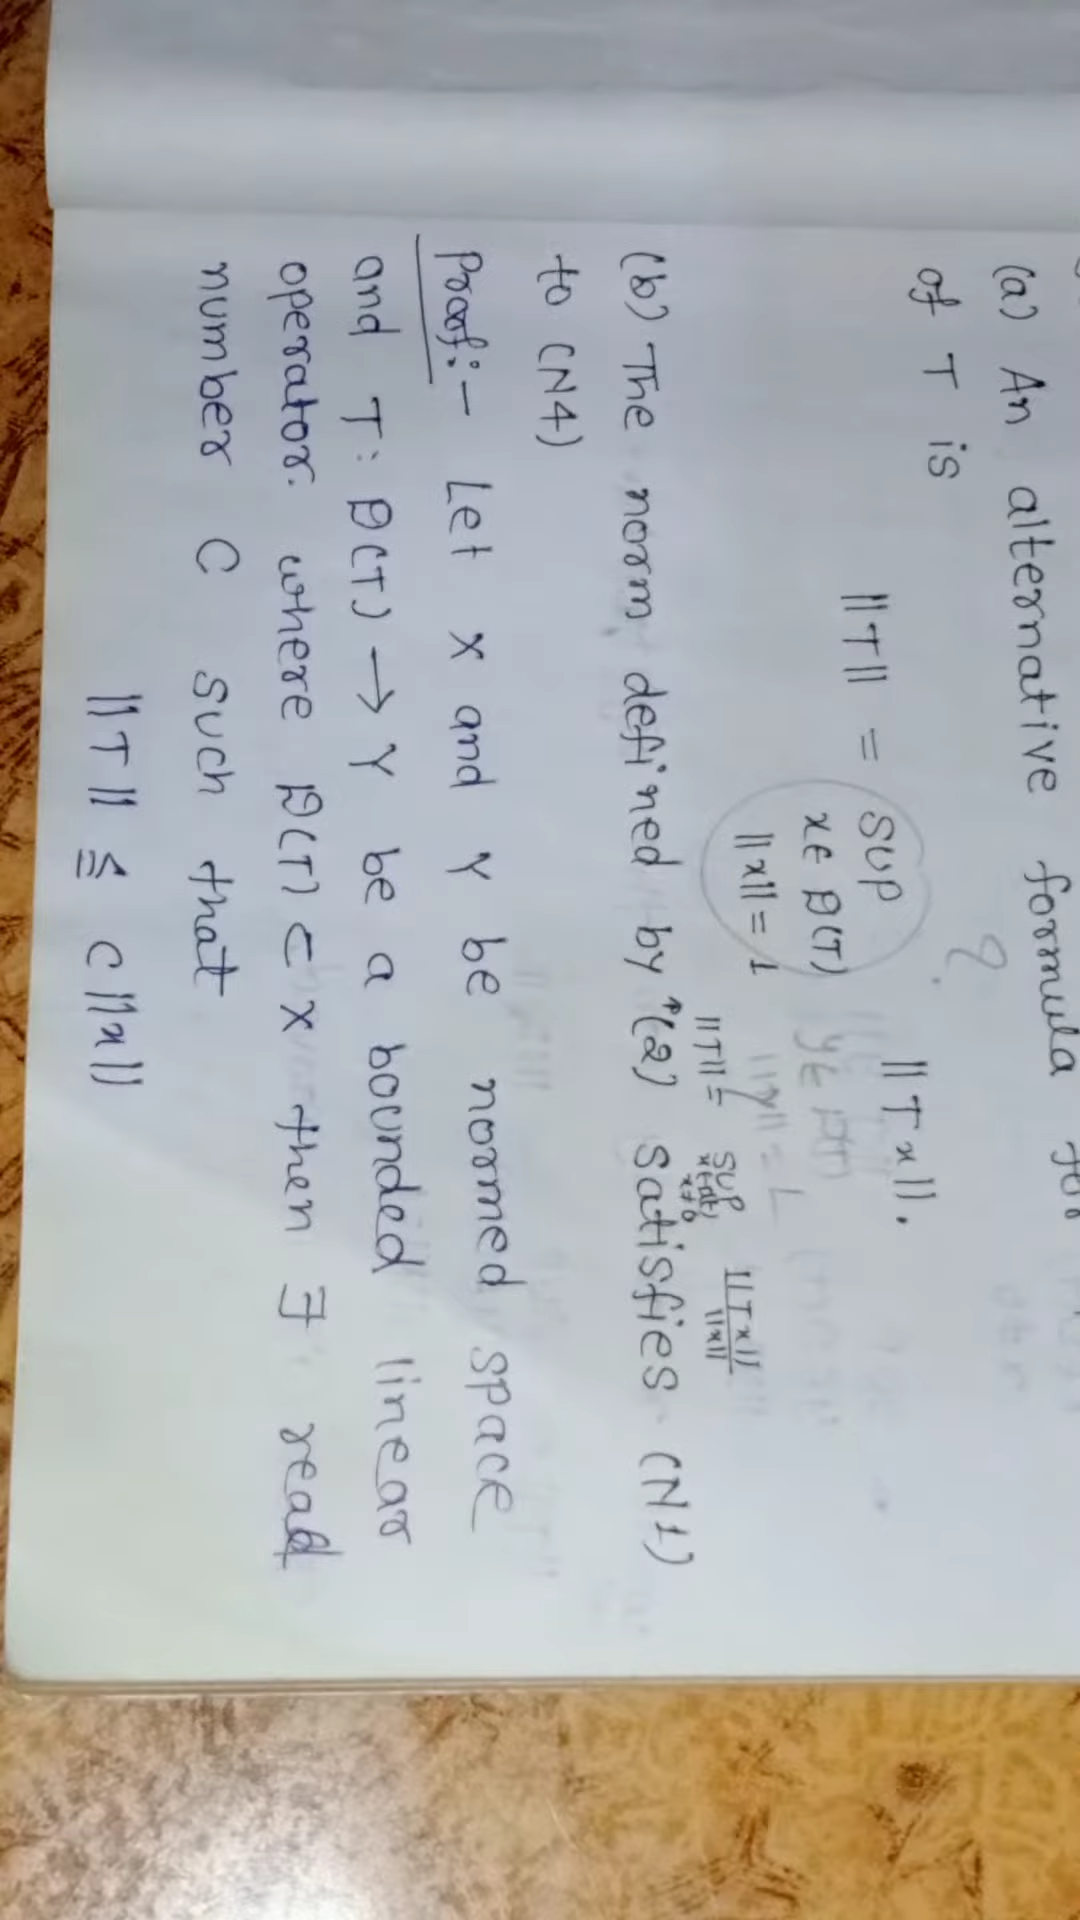 (a) An alternative formula for
of T is
||T|| = sup ||Tx||.
x∈D(T)
||x||=1
||T|| = sup ||Tx||/||x||
x∈D(T)
x≠0
(b) The norm defined by ↑(2) satisfies (N1)
to (N4)
Proof:- Let x and Y be normed space
and T: D(T) → Y be a bounded linear
operator. where D(T) ⊂ X then ∃ real
number C such that
||T|| ≤ C||x||